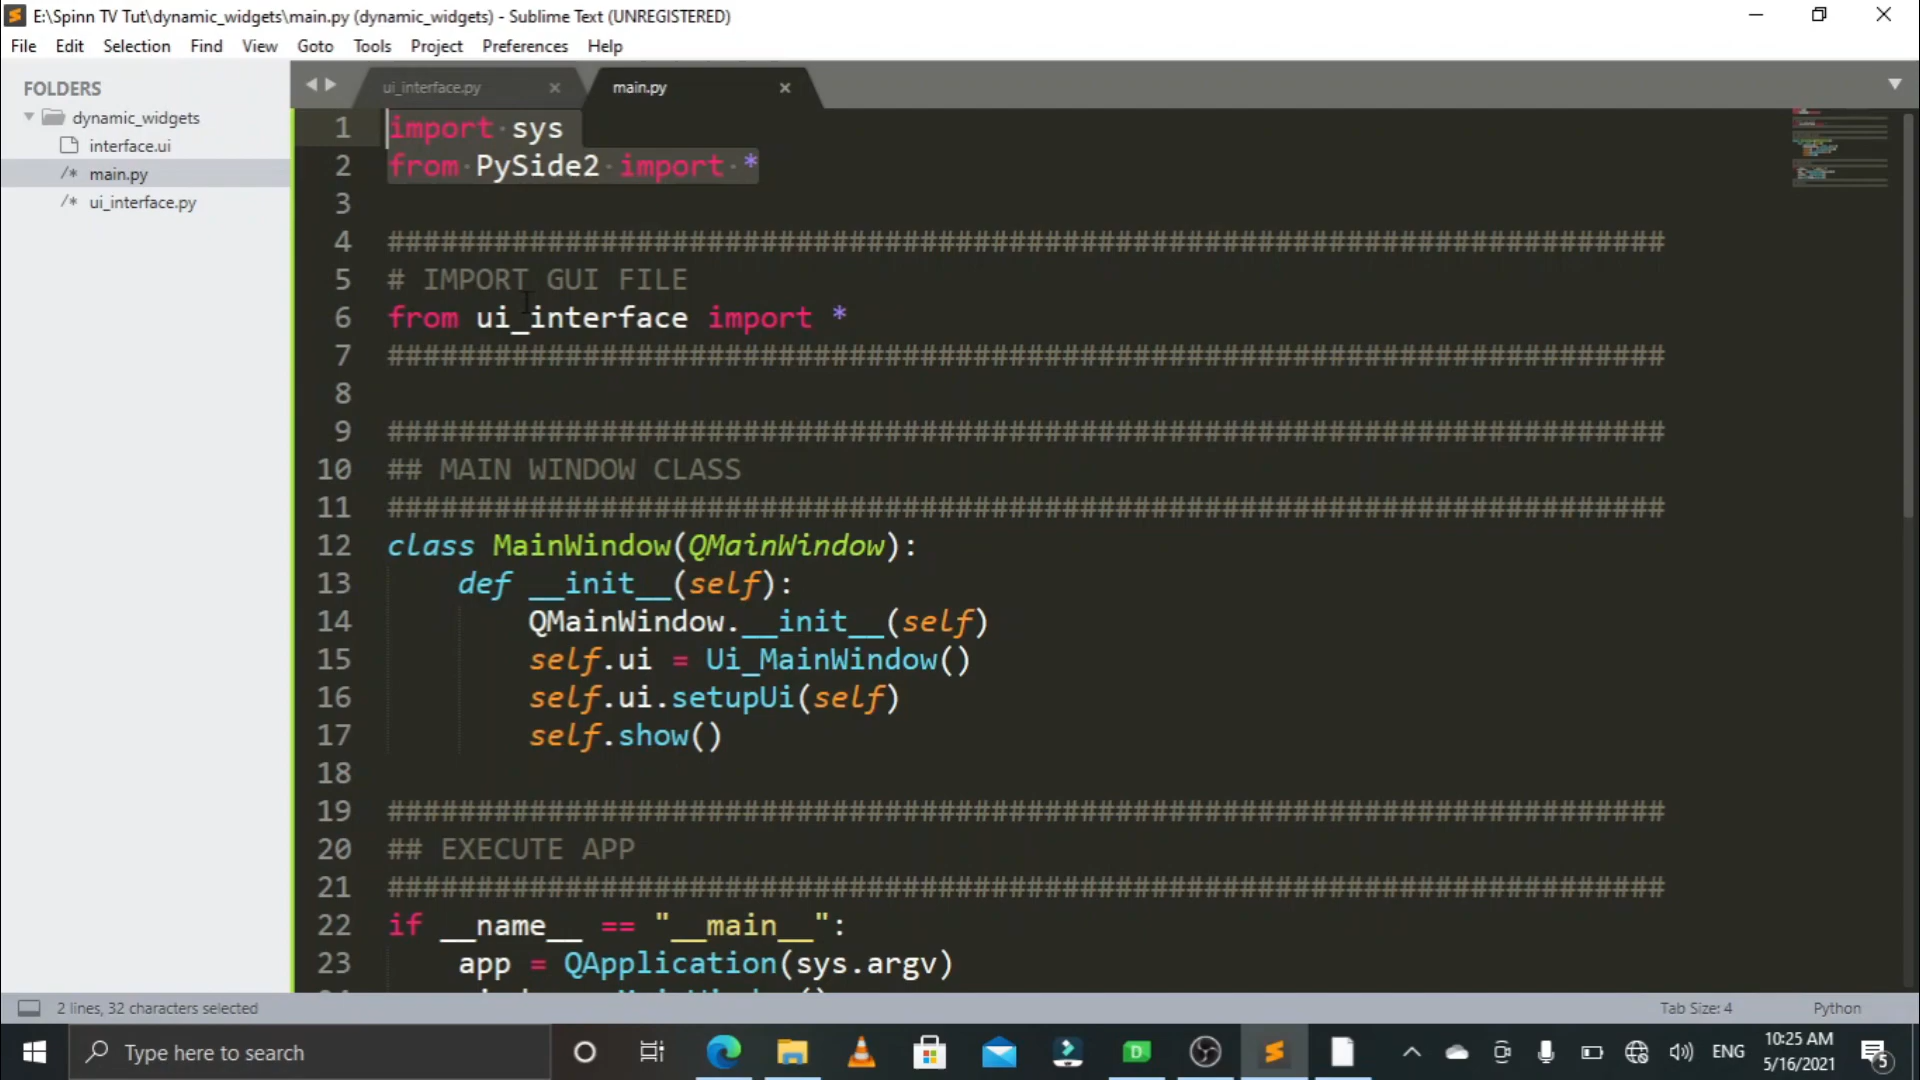 E:\Spinn TV Tut\dynamic_widgets\main.py (dynamic_widgets) - Sublime Text (UNREGISTERED)
File Edit Selection Find View Goto Tools Project Preferences Help
FOLDERS
dynamic_widgets
interface.ui
/* main.py
/* ui_interface.py
ui_interface.py
main.py
1 import sys
2 from PySide2 import *
3
4 ########################################################################
5 # IMPORT GUI FILE
6 from ui_interface import *
7 ########################################################################
8
9 ########################################################################
10 ## MAIN WINDOW CLASS
11 ########################################################################
12 class MainWindow(QMainWindow):
13 def __init__(self):
14 QMainWindow.__init__(self)
15 self.ui = Ui_MainWindow()
16 self.ui.setupUi(self)
17 self.show()
18
19 ########################################################################
20 ## EXECUTE APP
21 ########################################################################
22 if __name__ == "__main__":
23 app = QApplication(sys.argv)
2 lines, 32 characters selected
Tab Size: 4
Python
Type here to search
ENG
10:25 AM
5/16/2021
5